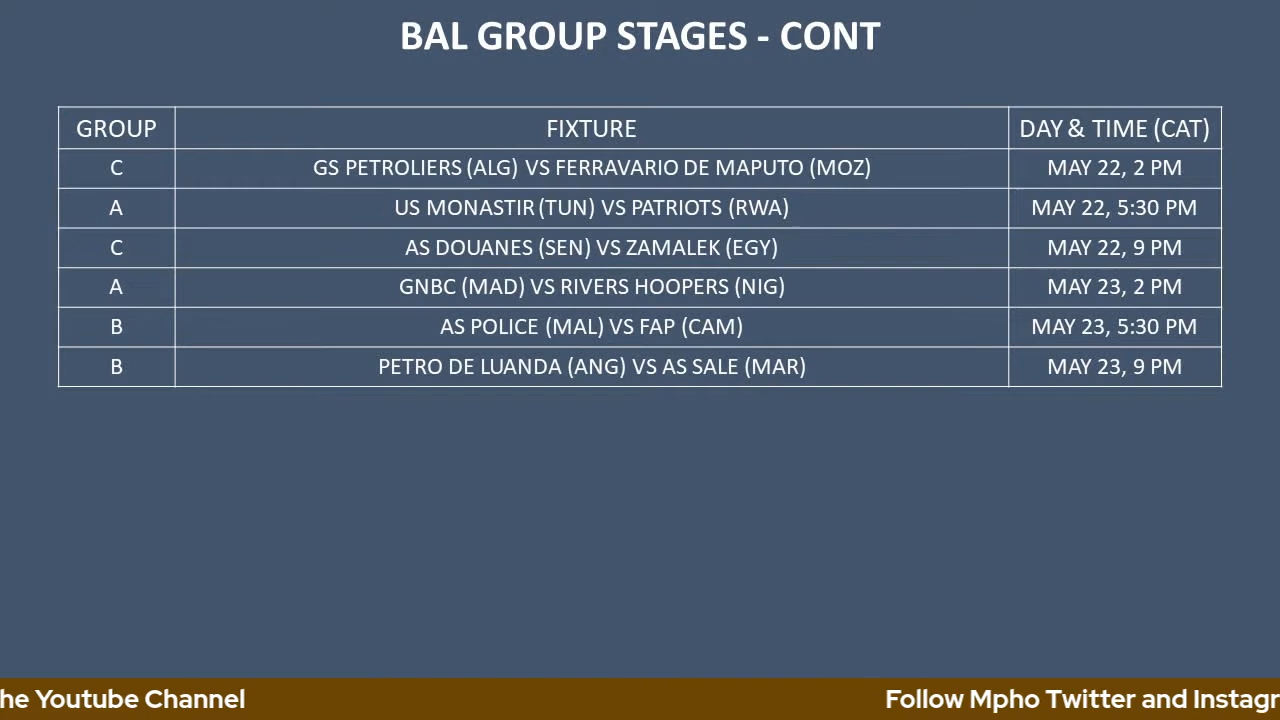 BAL GROUP STAGES - CONT
GROUP FIXTURE DAY & TIME (CAT)
C GS PETROLIERS (ALG) VS FERRAVARIO DE MAPUTO (MOZ) MAY 22, 2 PM
A US MONASTIR (TUN) VS PATRIOTS (RWA) MAY 22, 5:30 PM
C AS DOUANES (SEN) VS ZAMALEK (EGY) MAY 22, 9 PM
A GNBC (MAD) VS RIVERS HOOPERS (NIG) MAY 23, 2 PM
B AS POLICE (MAL) VS FAP (CAM) MAY 23, 5:30 PM
B PETRO DE LUANDA (ANG) VS AS SALE (MAR) MAY 23, 9 PM
he Youtube Channel Follow Mpho Twitter and Instagr